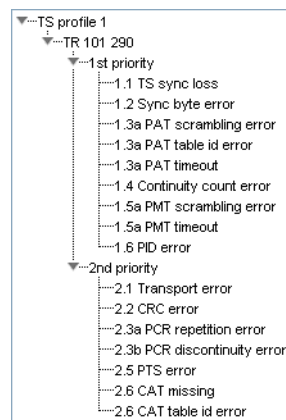 TS profile 1
TR 101 290
1st priority
1.1 TS sync loss
1.2 Sync byte error
1.3a PAT scrambling error
1.3a PAT table id error
1.3a PAT timeout
1.4 Continuity count error
1.5a PMT scrambling error
1.5a PMT timeout
1.6 PID error
2nd priority
2.1 Transport error
2.2 CRC error
2.3a PCR repetition error
2.3b PCR discontinuity error
2.5 PTS error
2.6 CAT missing
2.6 CAT table id error